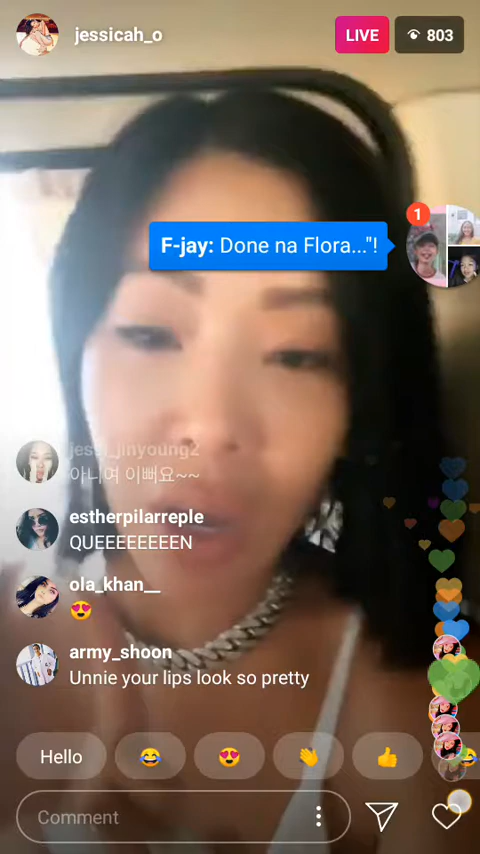 jessicah_o
LIVE
803
1
F-jay: Done na Flora..."!
jessi_jinyoung2
아니여 이뻐요~~
estherpilarreple
QUEEEEEEEEN
ola_khan__
😍
army_shoon
Unnie your lips look so pretty
Hello 😂 😍 👏 👍 😂
Comment